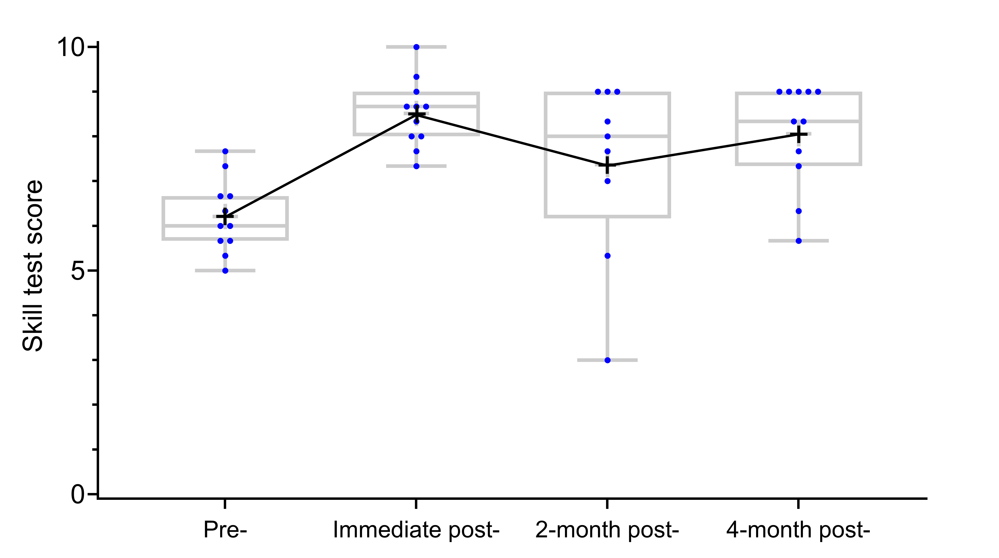 Skill test score
10
5
0
Pre-
Immediate post-
2-month post-
4-month post-